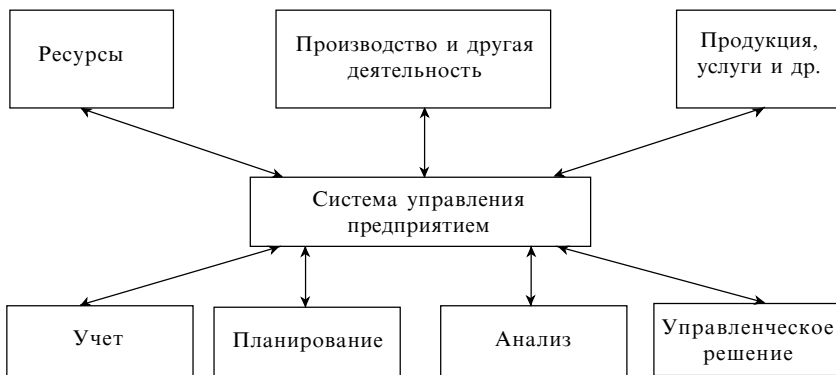 Ресурсы
Производство и другая
деятельность
Продукция,
услуги и др.
Система управления
предприятием
Учет
Планирование
Анализ
Управленческое
решение